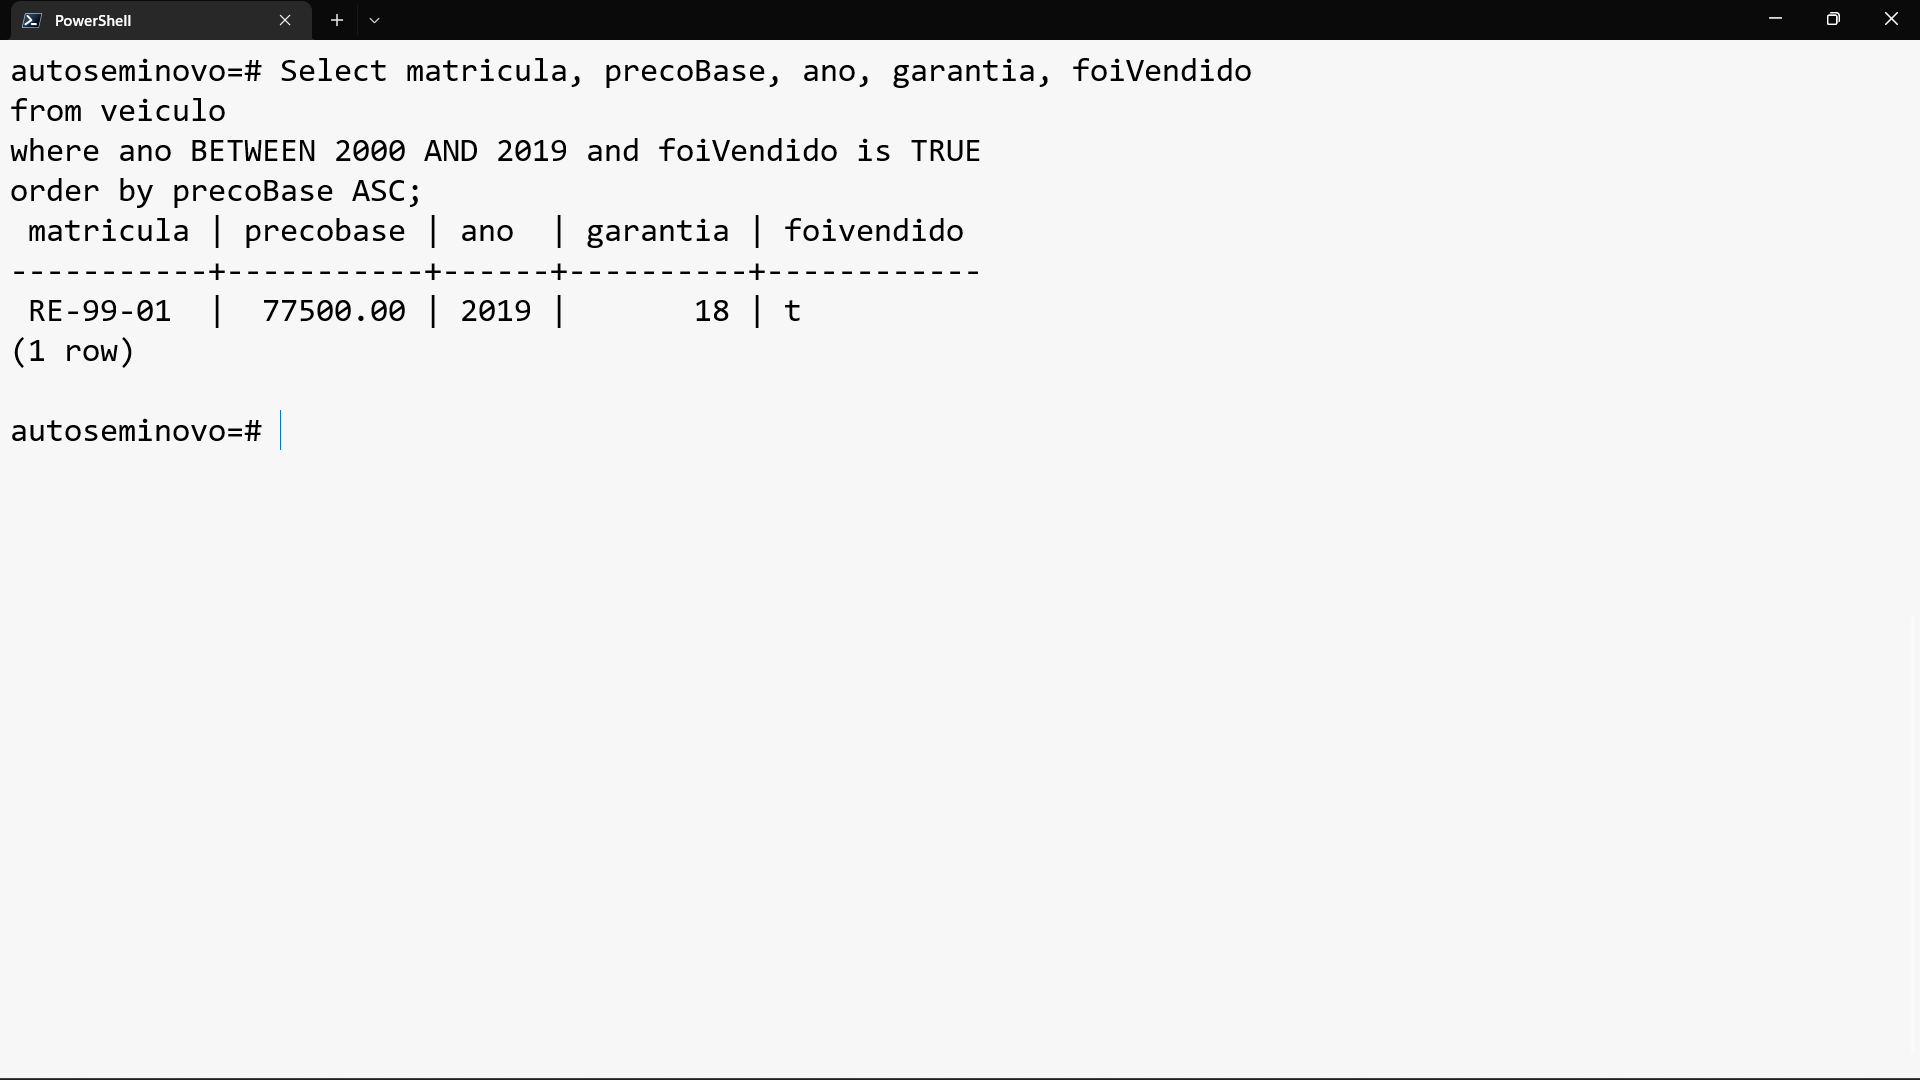 PowerShell
autoseminovo=# Select matricula, precoBase, ano, garantia, foiVendido
from veiculo
where ano BETWEEN 2000 AND 2019 and foiVendido is TRUE
order by precoBase ASC;
 matricula | precobase | ano  | garantia | foivendido
-----------+-----------+------+----------+------------
 RE-99-01  |  77500.00 | 2019 |       18 | t
(1 row)
autoseminovo=#